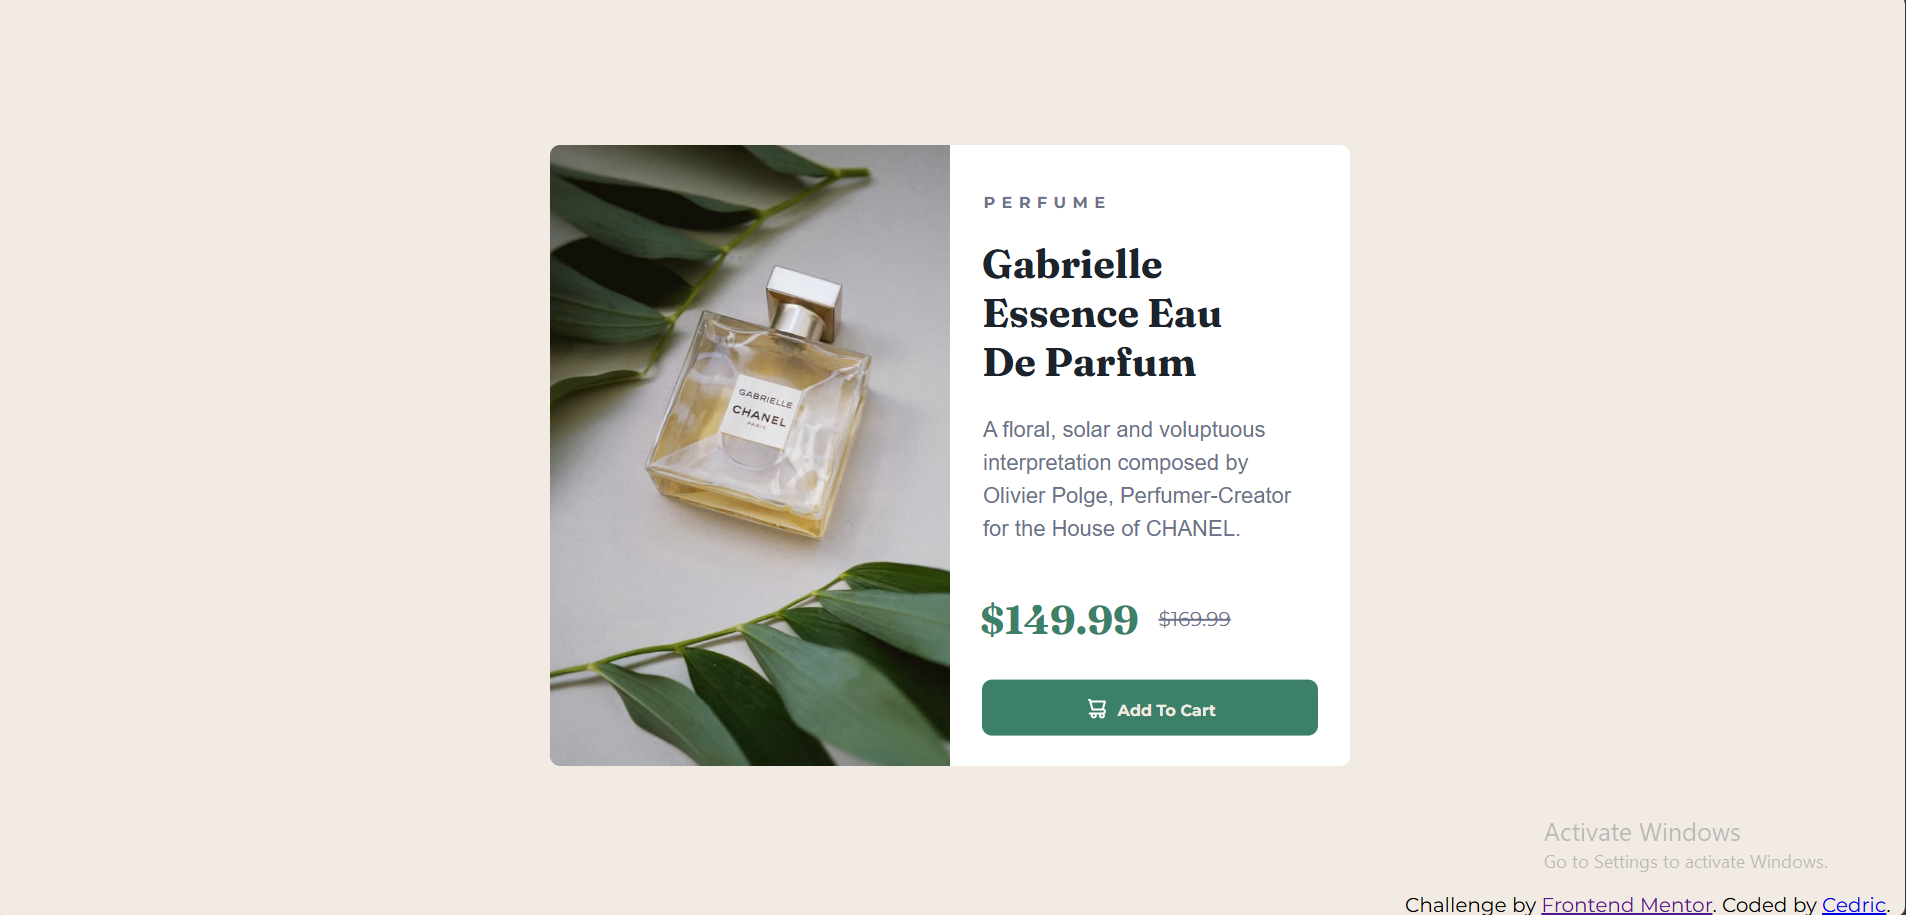 GABRIELLE
CHANEL
PARIS
PERFUME
Gabrielle
Essence Eau
De Parfum
A floral, solar and voluptuous
interpretation composed by
Olivier Polge, Perfumer-Creator
for the House of CHANEL.
$149.99 $169.99
Add To Cart
Activate Windows
Go to Settings to activate Windows.
Challenge by Frontend Mentor. Coded by Cedric.